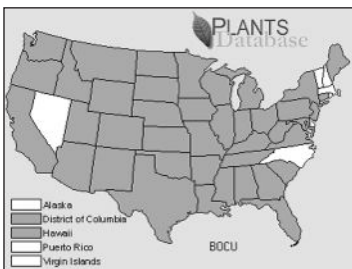 PLANTS
Database
Alaska
District of Columbia
Hawaii
Puerto Rico
Virgin Islands
BOCU